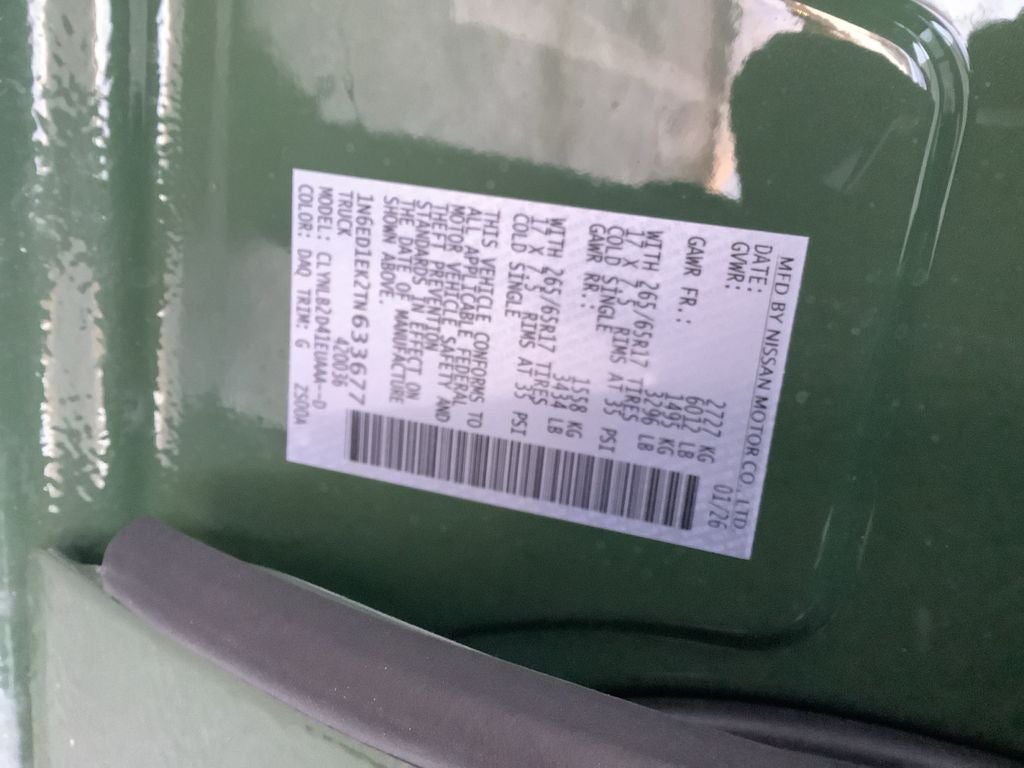 MFD BY NISSAN MOTOR CO., LTD.
DATE: 01/26
GVWR: 2727 KG
6012 LB
GAWR FR.: 1495 KG
3296 LB
WITH 265/65R17 TIRES
17 X 7.5 RIMS AT 35 PSI
COLD SINGLE
GAWR RR.: 1558 KG
3434 LB
WITH 265/65R17 TIRES
17 X 7.5 RIMS AT 35 PSI
COLD SINGLE
THIS VEHICLE CONFORMS TO
ALL APPLICABLE FEDERAL
MOTOR VEHICLE SAFETY AND
THEFT PREVENTION
STANDARDS IN EFFECT ON
THE DATE OF MANUFACTURE
SHOWN ABOVE.
1N6ED1EK2TN633677
TRUCK 420036
MODEL: CLYNLB2D41EUAAA-D
COLOR: DAQ TRIM: G ZS00A